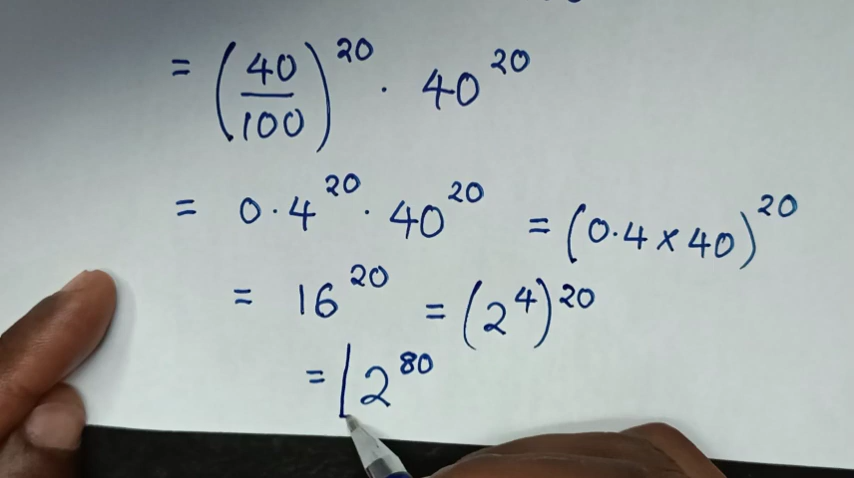 = (40/100)^20 · 40^20
= 0·4^20 · 40^20 = (0·4 × 40)^20
= 16^20 = (2^4)^20
= 2^80